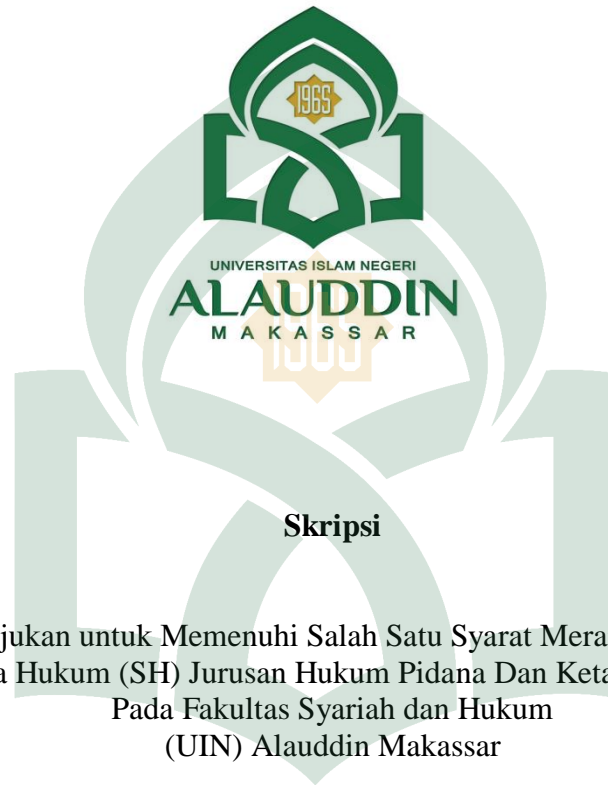 1965
UNIVERSITAS ISLAM NEGERI
ALAUDDIN
MAKASSAR
1965
Skripsi
jukan untuk Memenuhi Salah Satu Syarat Mera
a Hukum (SH) Jurusan Hukum Pidana Dan Keta
Pada Fakultas Syariah dan Hukum
(UIN) Alauddin Makassar